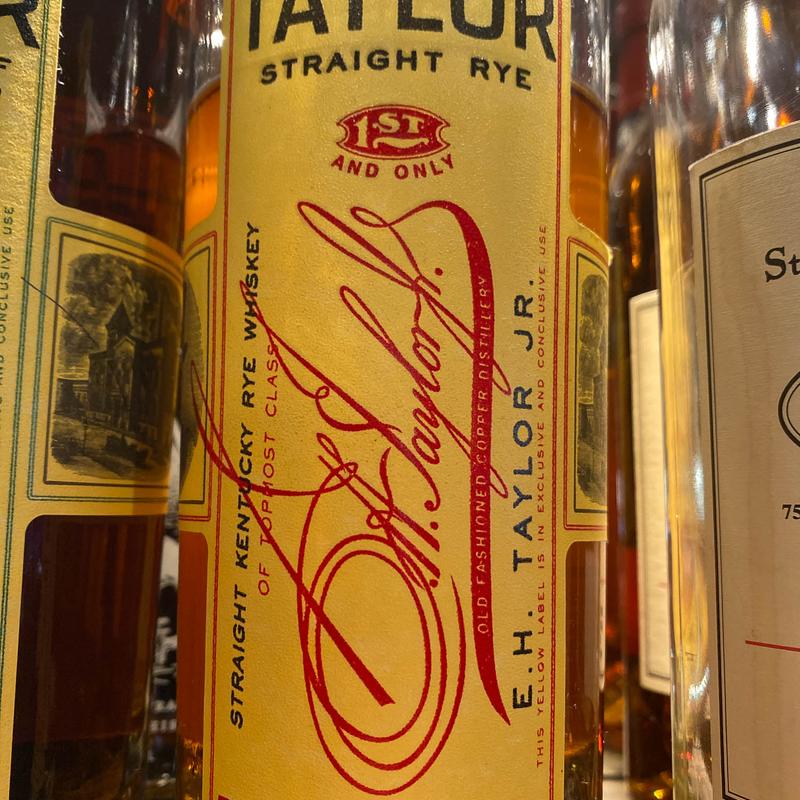 TAYLOR
STRAIGHT RYE
1ST
AND ONLY
STRAIGHT KENTUCKY RYE WHISKEY
OF TOPMOST CLASS
E. H. Taylor, Jr.
OLD FASHIONED COPPER DISTILLERY
E.H. TAYLOR JR.
THIS YELLOW LABEL IS IN EXCLUSIVE AND CONCLUSIVE USE
R
AND CONCLUSIVE USE
St
75